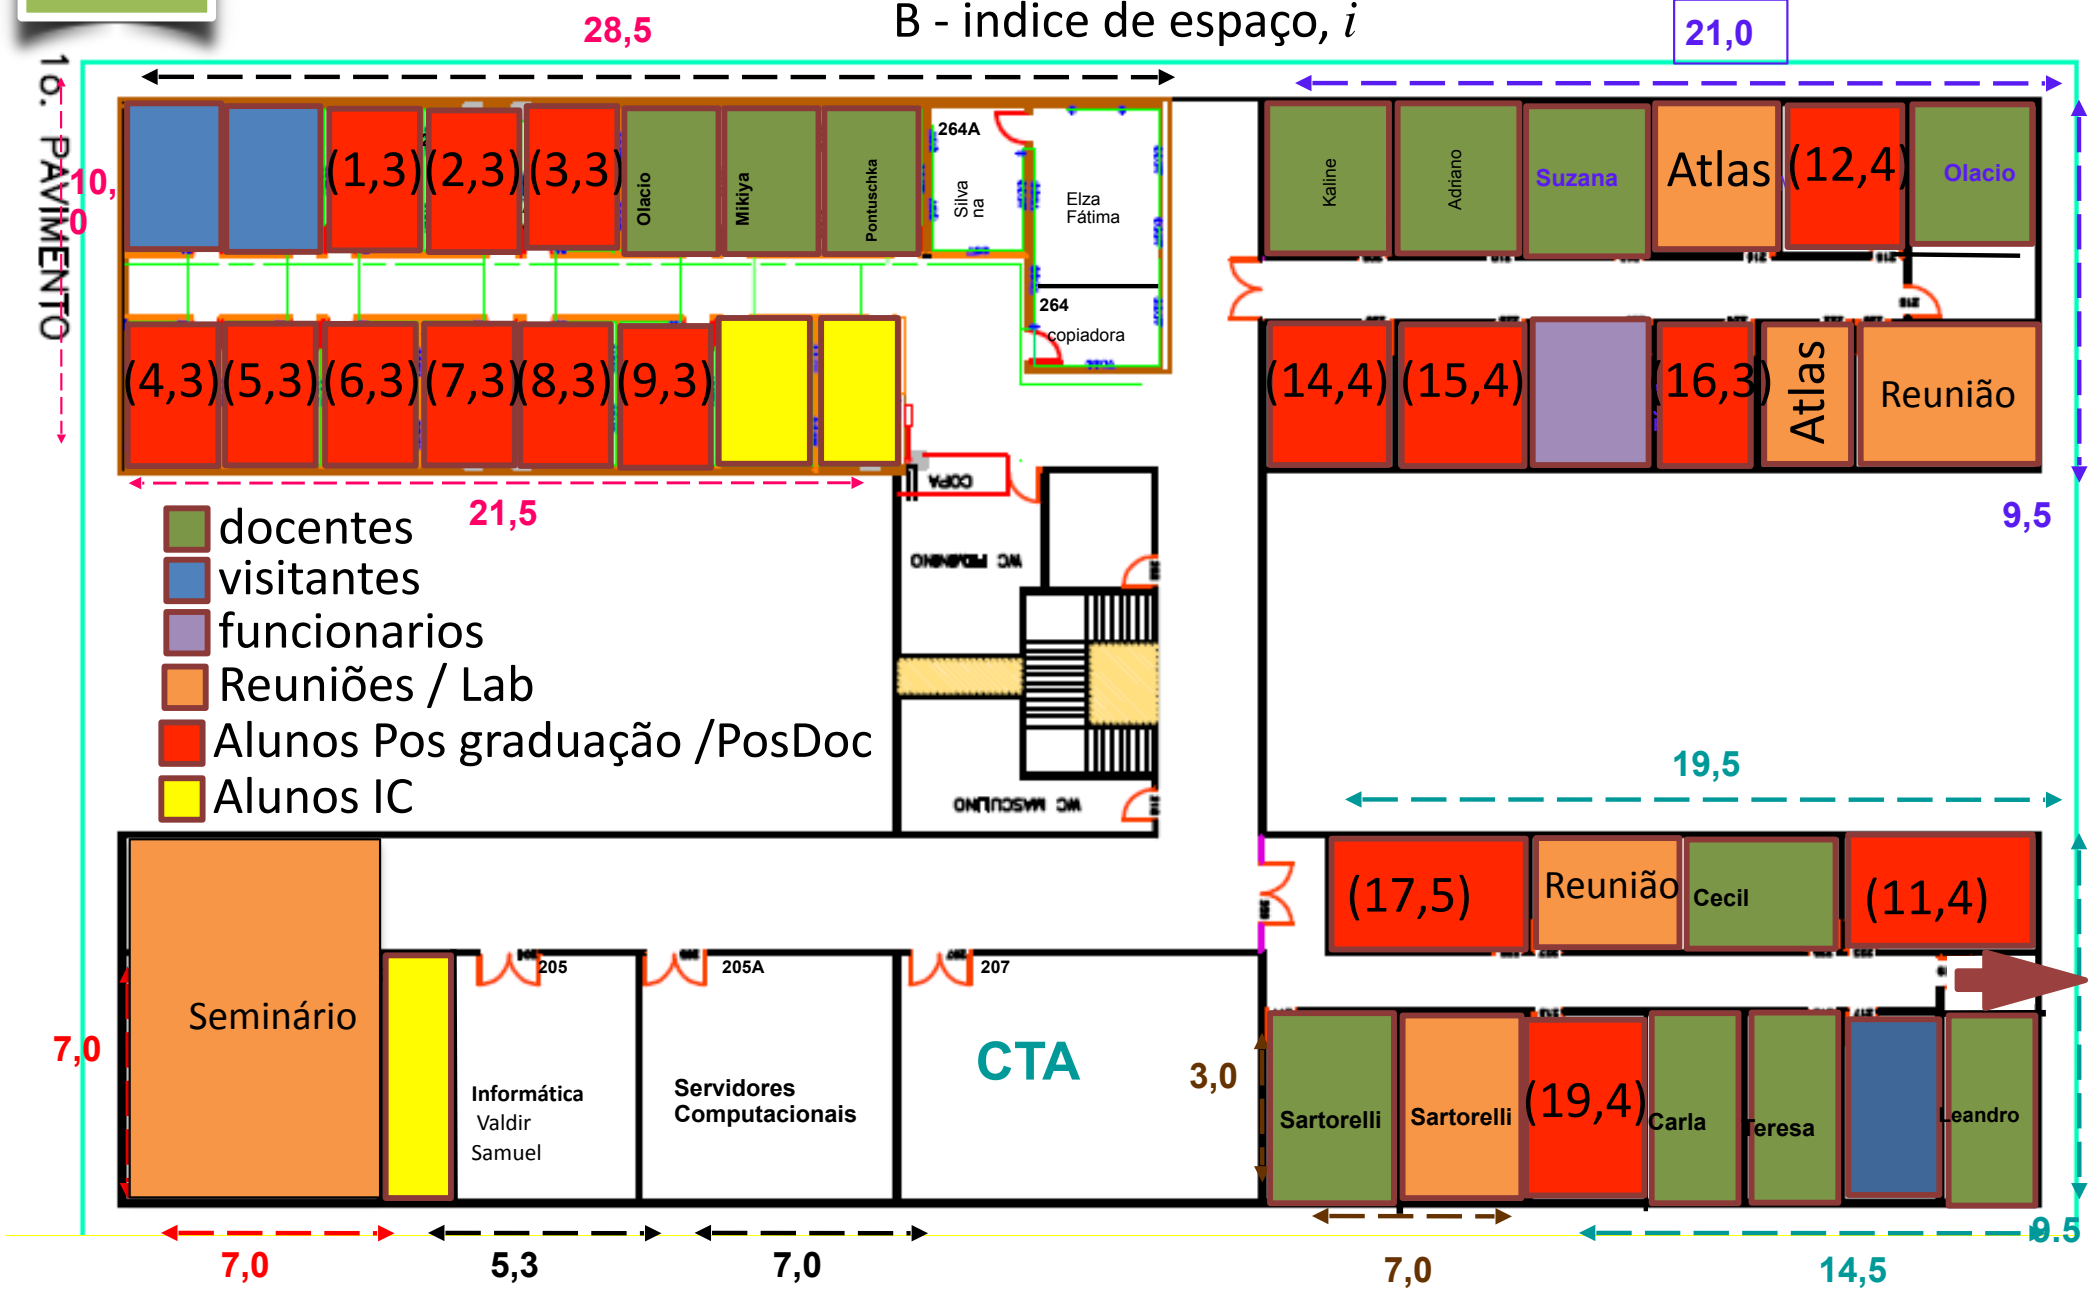 B - indice de espaço, i
28,5
21,0
1o. PAVIMENTO
10,
0
(1,3)
(2,3)
(3,3)
Olacio
Mikiya
Pontuschka
264A
Silva
na
Elza
Fátima
264
copiadora
Kaline
Adriano
Suzana
Atlas
(12,4)
Olacio
(4,3)
(5,3)
(6,3)
(7,3)
(8,3)
(9,3)
(14,4)
(15,4)
(16,3)
Atlas
Reunião
21,5
9,5
COPA
WC FEMININO
docentes
visitantes
funcionarios
Reuniões / Lab
Alunos Pos graduação /PosDoc
Alunos IC
WC MASCULINO
19,5
(17,5)
Reunião
Cecil
(11,4)
Seminário
205
205A
207
7,0
Informática
Valdir
Samuel
Servidores
Computacionais
CTA
3,0
Sartorelli
Sartorelli
(19,4)
Carla
Teresa
Leandro
7,0
5,3
7,0
7,0
14,5
9.5